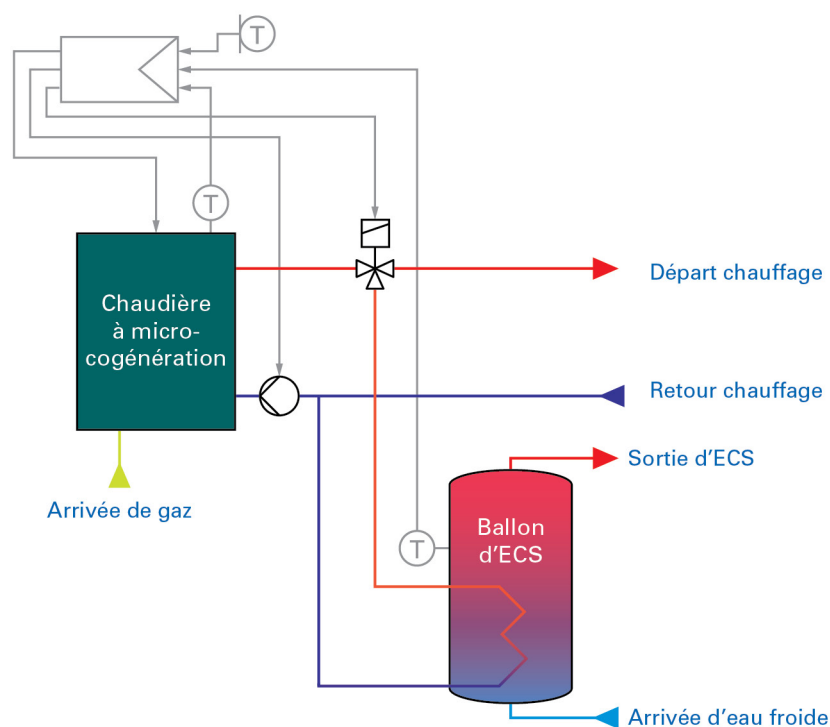 T
T
Chaudière
à micro-
cogénération
Départ chauffage
Retour chauffage
Sortie d'ECS
Arrivée de gaz
Ballon
d'ECS
T
Arrivée d'eau froide